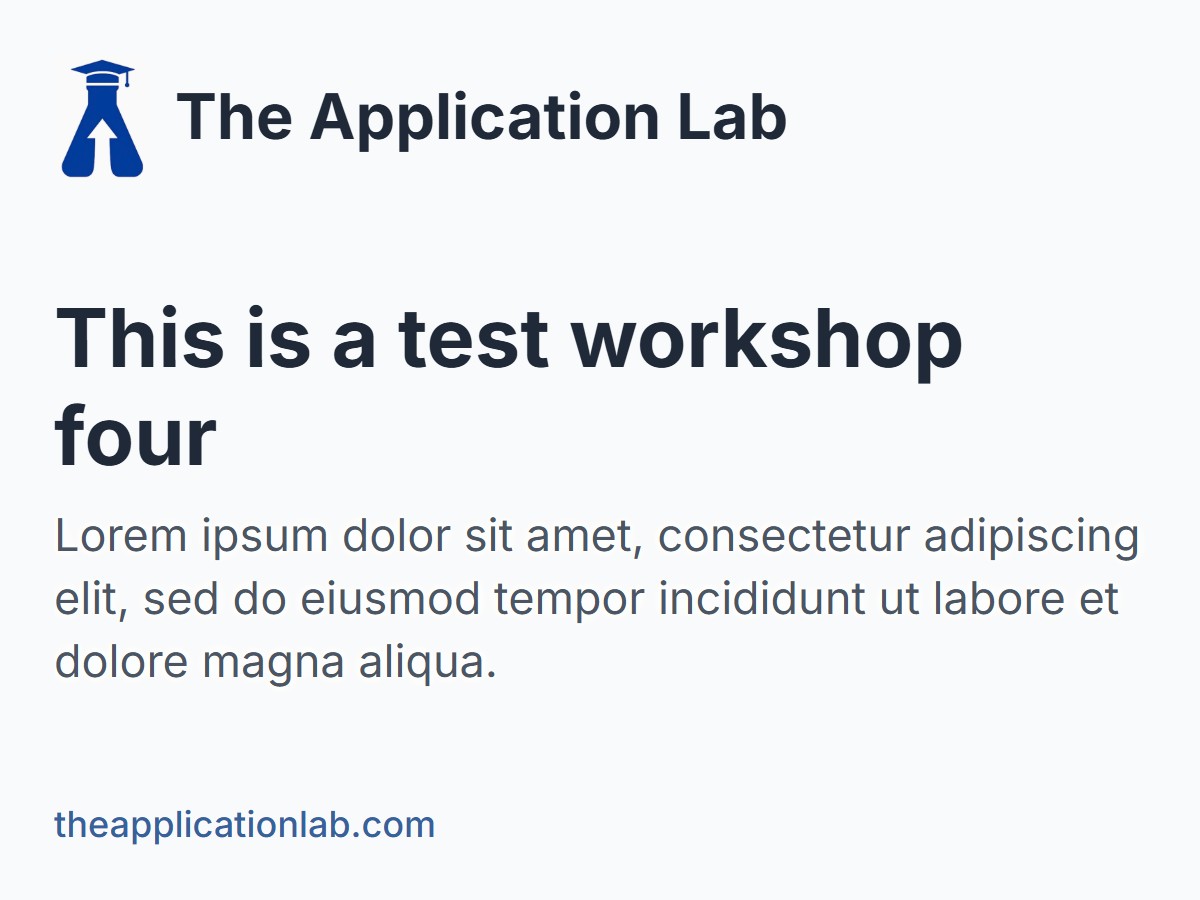 The Application Lab
This is a test workshop
four
Lorem ipsum dolor sit amet, consectetur adipiscing
elit, sed do eiusmod tempor incididunt ut labore et
dolore magna aliqua.
theapplicationlab.com